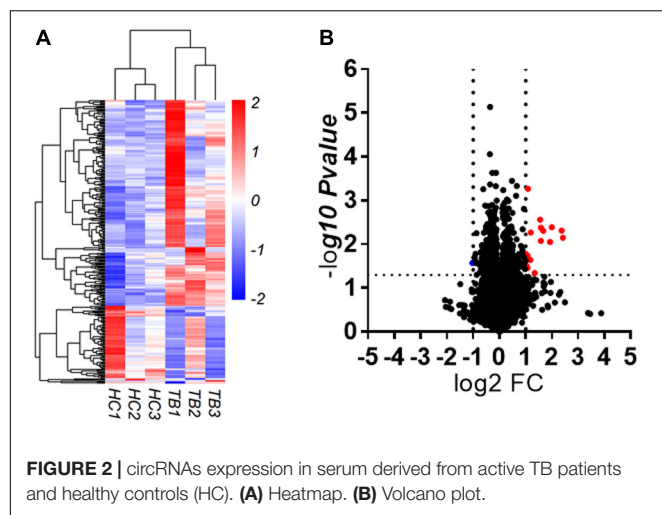 A
2
1
0
-1
-2
HC1
HC2
HC3
TB1
TB2
TB3
B
6
5
4
3
2
1
0
-log10 Pvalue
-5 -4 -3 -2 -1 0 1 2 3 4 5
log2 FC
FIGURE 2 | circRNAs expression in serum derived from active TB patients
and healthy controls (HC). (A) Heatmap. (B) Volcano plot.